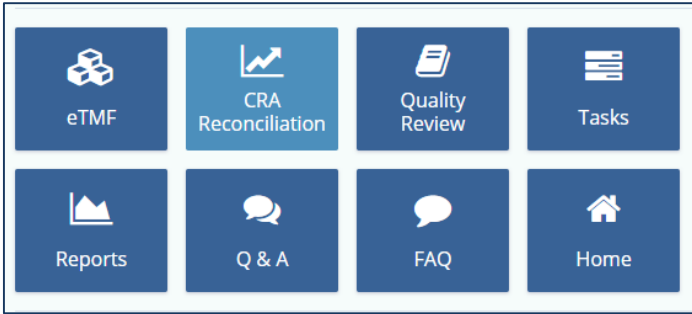 eTMF
CRA
Reconciliation
Quality
Review
Tasks
Reports
Q & A
FAQ
Home